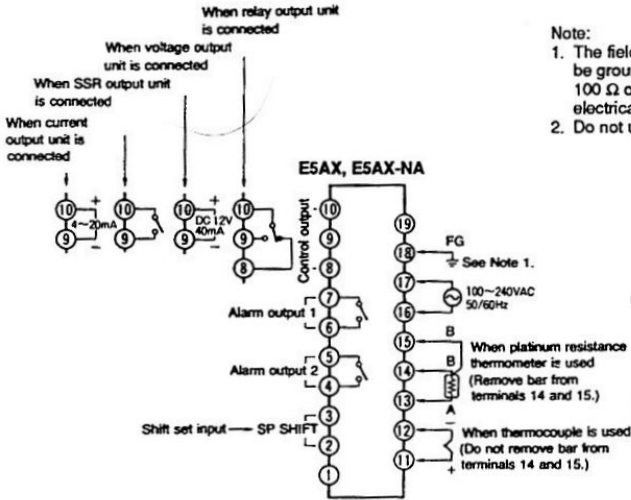 When relay output unit
is connected
When voltage output
unit is connected
When SSR output unit
is connected
When current
output unit is
connected
Note:
1. The fiel
be grou
100 Ω o
electrica
2. Do not u
E5AX, E5AX-NA
10 + 4~20mA 9 −
10 9
10 + DC 12V 40mA 9 −
10 9 8
Control output
10
9
8
Alarm output 1
7
6
Alarm output 2
5
4
Shift set input — SP SHIFT
3
2
1
19
18 FG
See Note 1.
17
100~240VAC
50/60Hz
16
15 B
14 B
13 A
When platinum resistance
thermometer is used
(Remove bar from
terminals 14 and 15.)
12 −
11 +
When thermocouple is used
(Do not remove bar from
terminals 14 and 15.)